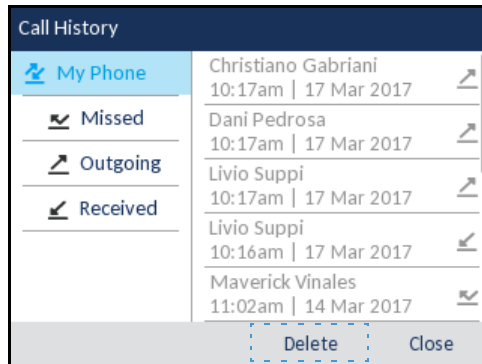 Call History
My Phone
Missed
Outgoing
Received
Christiano Gabriani
10:17am | 17 Mar 2017
Dani Pedrosa
10:17am | 17 Mar 2017
Livio Suppi
10:17am | 17 Mar 2017
Livio Suppi
10:16am | 17 Mar 2017
Maverick Vinales
11:02am | 14 Mar 2017
Delete Close